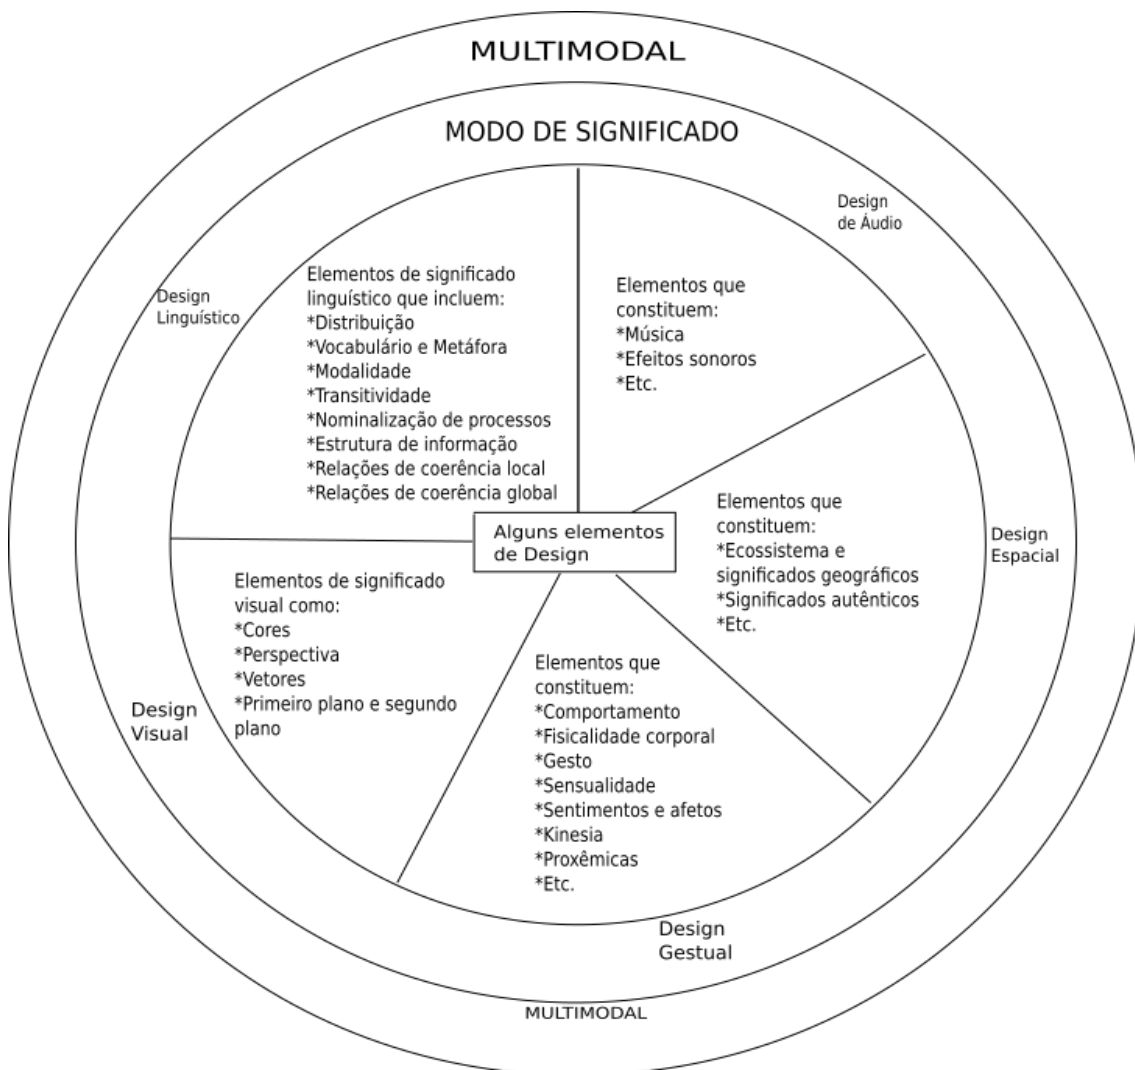 MULTIMODAL
MODO DE SIGNIFICADO
Design
de Áudio
Design
Linguístico
Elementos de significado
linguístico que incluem:
*Distribuição
*Vocabulário e Metáfora
*Modalidade
*Transitividade
*Nominalização de processos
*Estrutura de informação
*Relações de coerência local
*Relações de coerência global
Elementos que
constituem:
*Música
*Efeitos sonoros
*Etc.
Elementos que
constituem:
*Ecossistema e
significados geográficos
*Significados autênticos
*Etc.
Design
Espacial
Alguns elementos
de Design
Elementos de significado
visual como:
*Cores
*Perspectiva
*Vetores
*Primeiro plano e segundo
plano
Design
Visual
Elementos que
constituem:
*Comportamento
*Fisicalidade corporal
*Gesto
*Sensualidade
*Sentimentos e afetos
*Kinesia
*Proxêmicas
*Etc.
Design
Gestual
MULTIMODAL